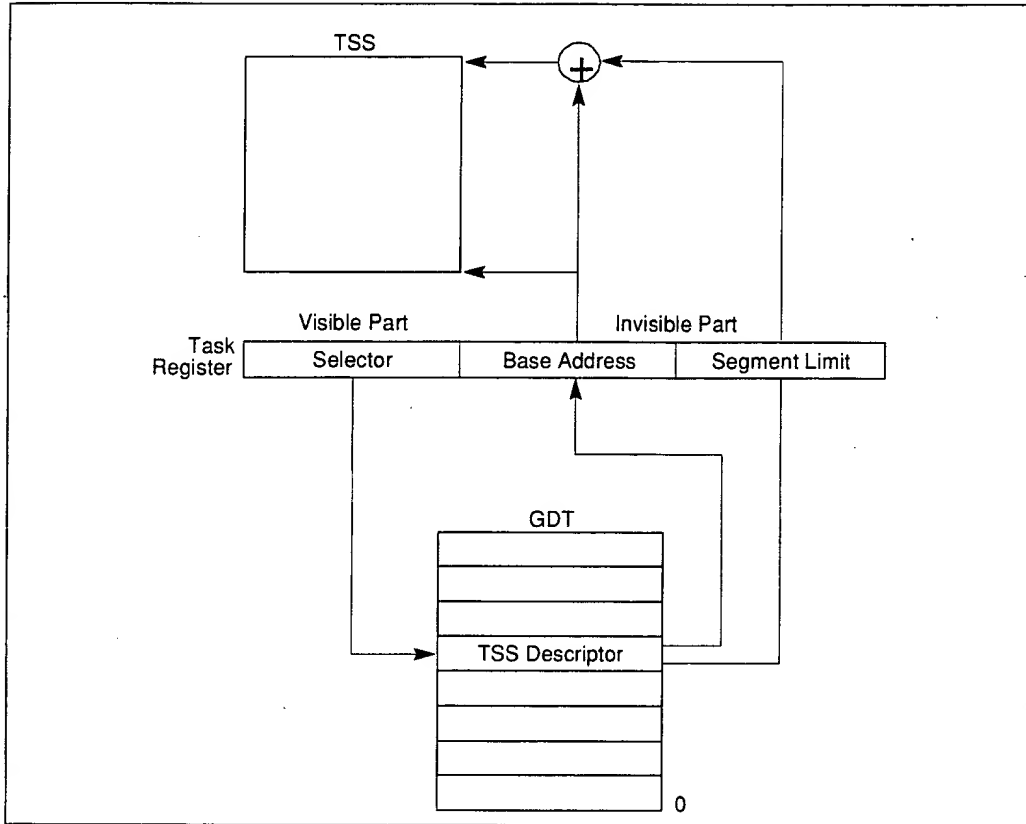 TSS
+
Visible Part
Invisible Part
Task
Register
Selector
Base Address
Segment Limit
GDT
TSS Descriptor
0